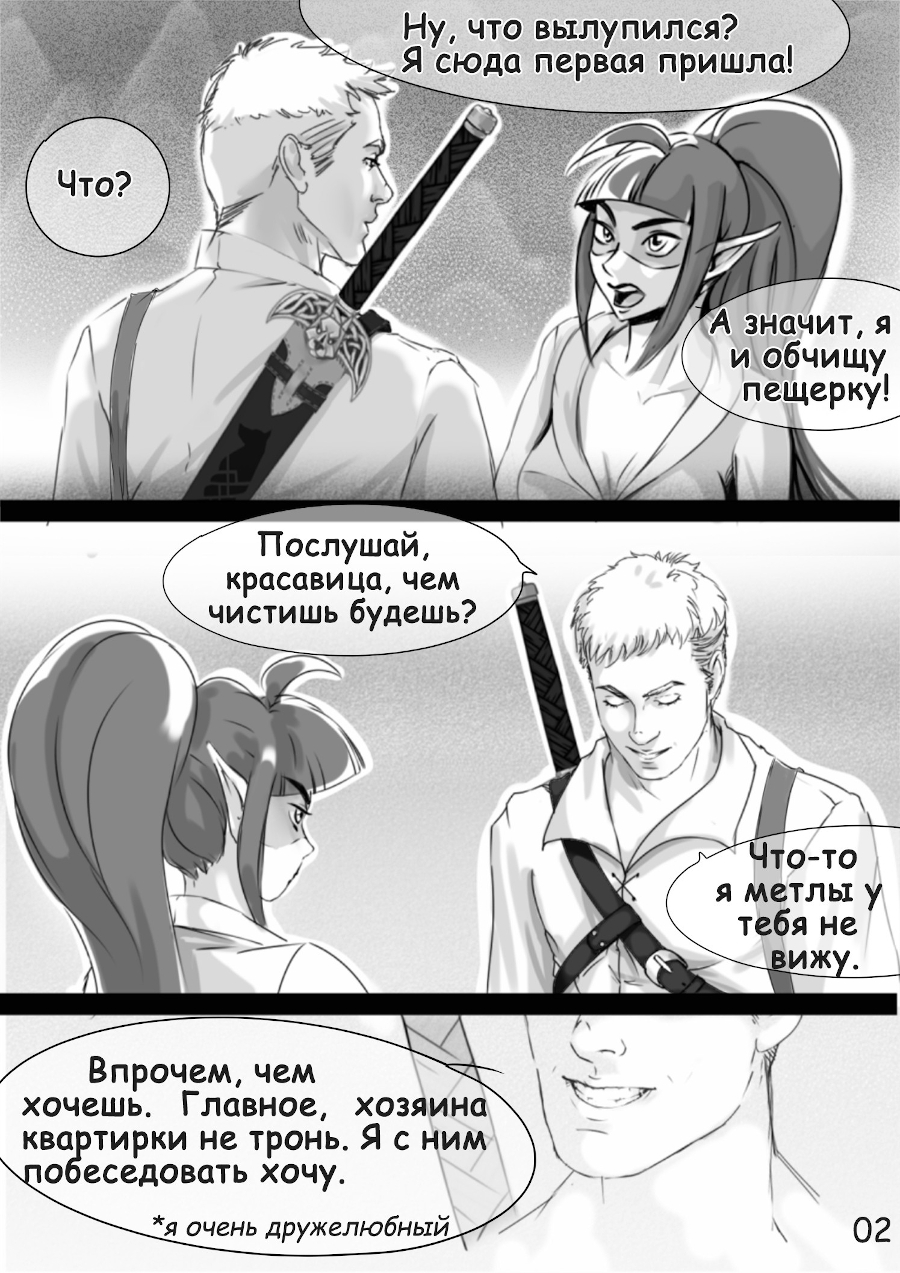 Ну, что вылупился?
Я сюда первая пришла!
Что?
А значит, я
и обчищу
пещерку!
Послушай,
красавица, чем
чистишь будешь?
Что-то
я метлы у
тебя не
вижу.
Впрочем, чем
хочешь. Главное, хозяина
квартирки не тронь. Я с ним
побеседовать хочу.
*я очень дружелюбный
02